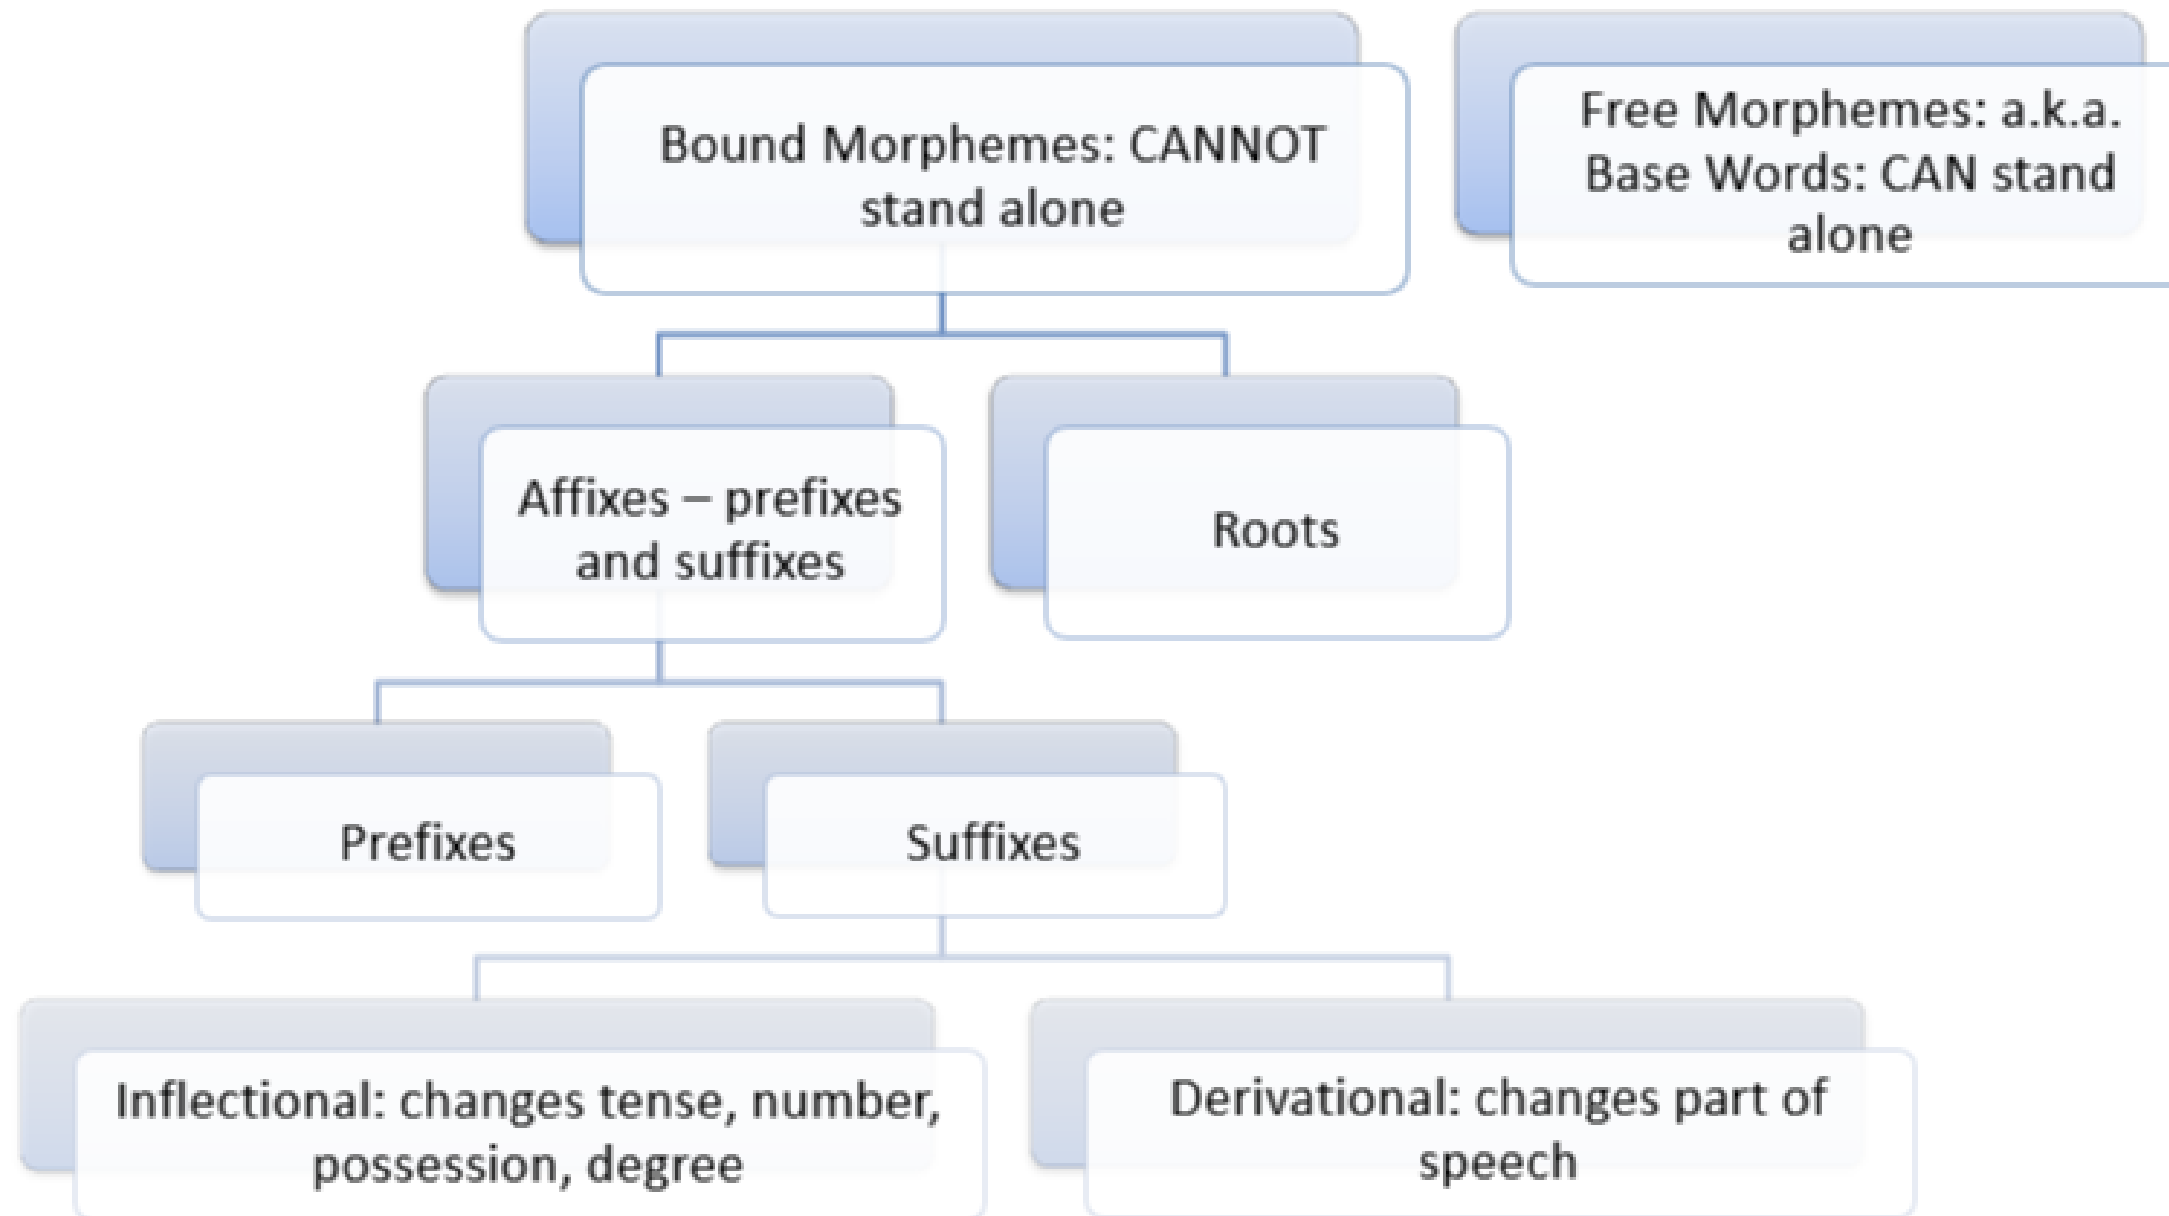 Bound Morphemes: CANNOT
stand alone
Free Morphemes: a.k.a.
Base Words: CAN stand
alone
Affixes – prefixes
and suffixes
Roots
Prefixes
Suffixes
Inflectional: changes tense, number,
possession, degree
Derivational: changes part of
speech